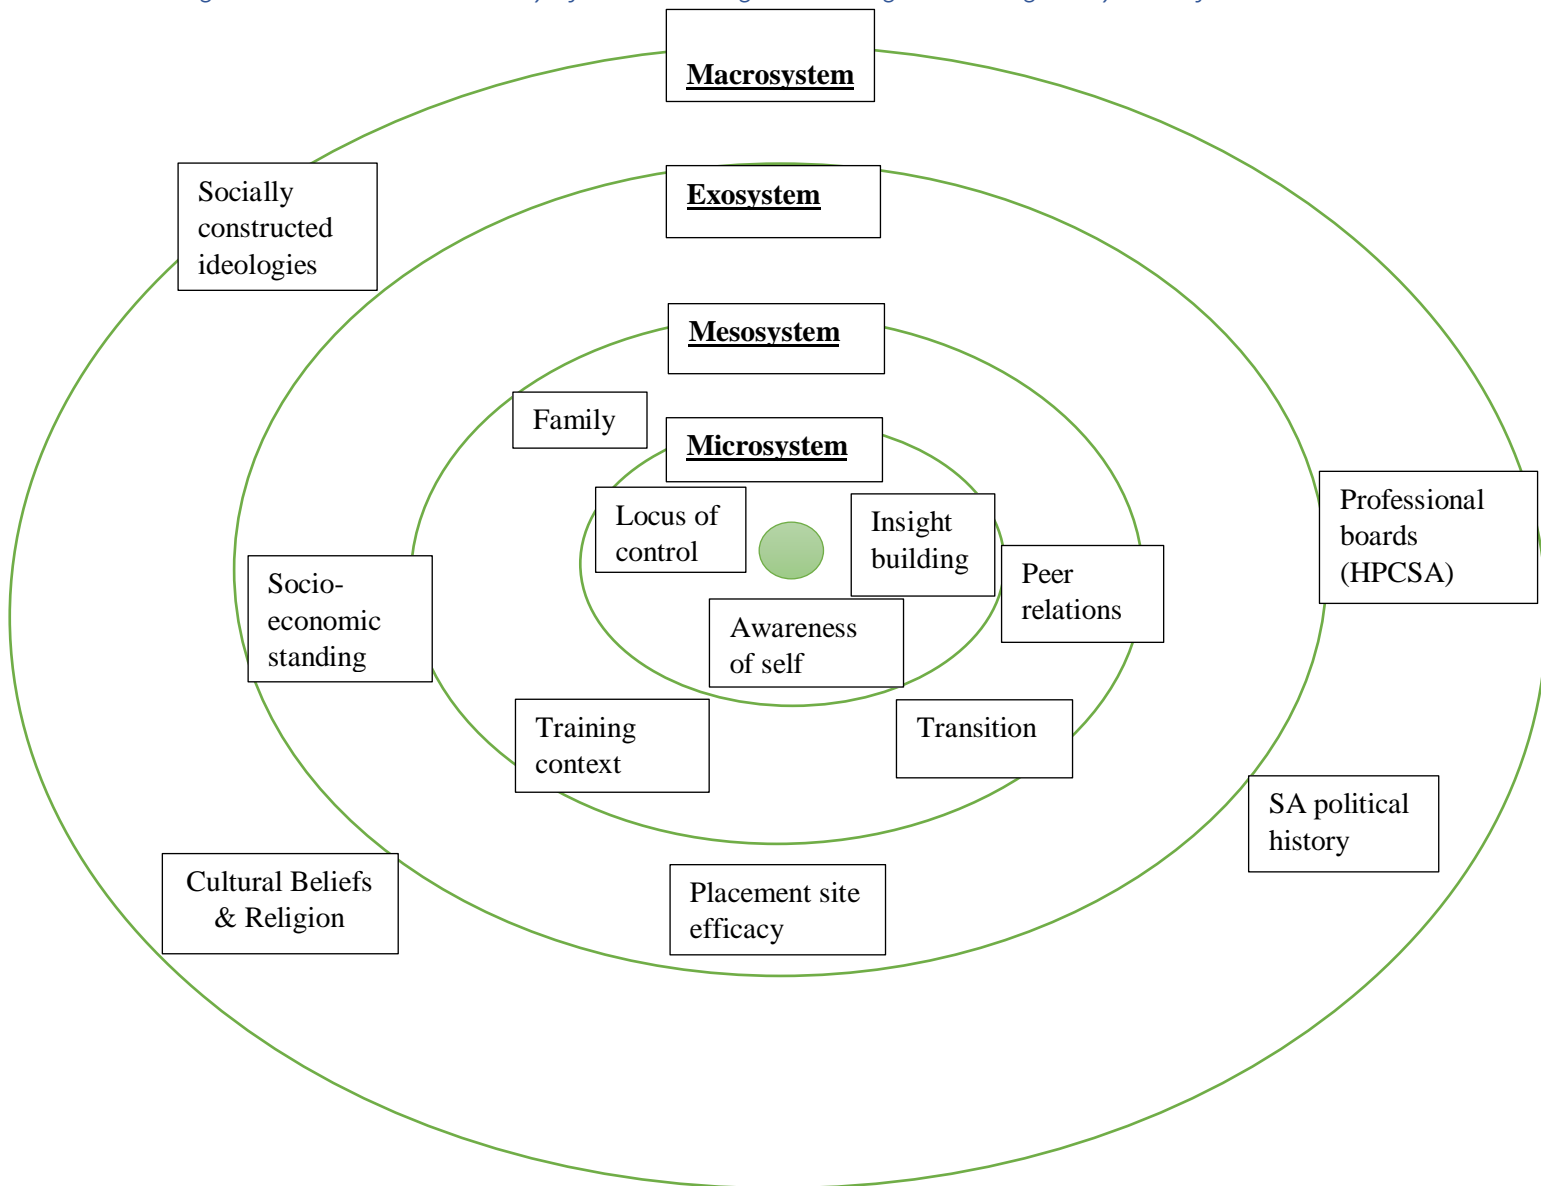 Macrosystem
Socially
constructed
ideologies
Exosystem
Mesosystem
Family
Microsystem
Locus of
control
Insight
building
Professional
boards
(HPCSA)
Socio-
economic
standing
Peer
relations
Awareness
of self
Training
context
Transition
SA political
history
Cultural Beliefs
& Religion
Placement site
efficacy